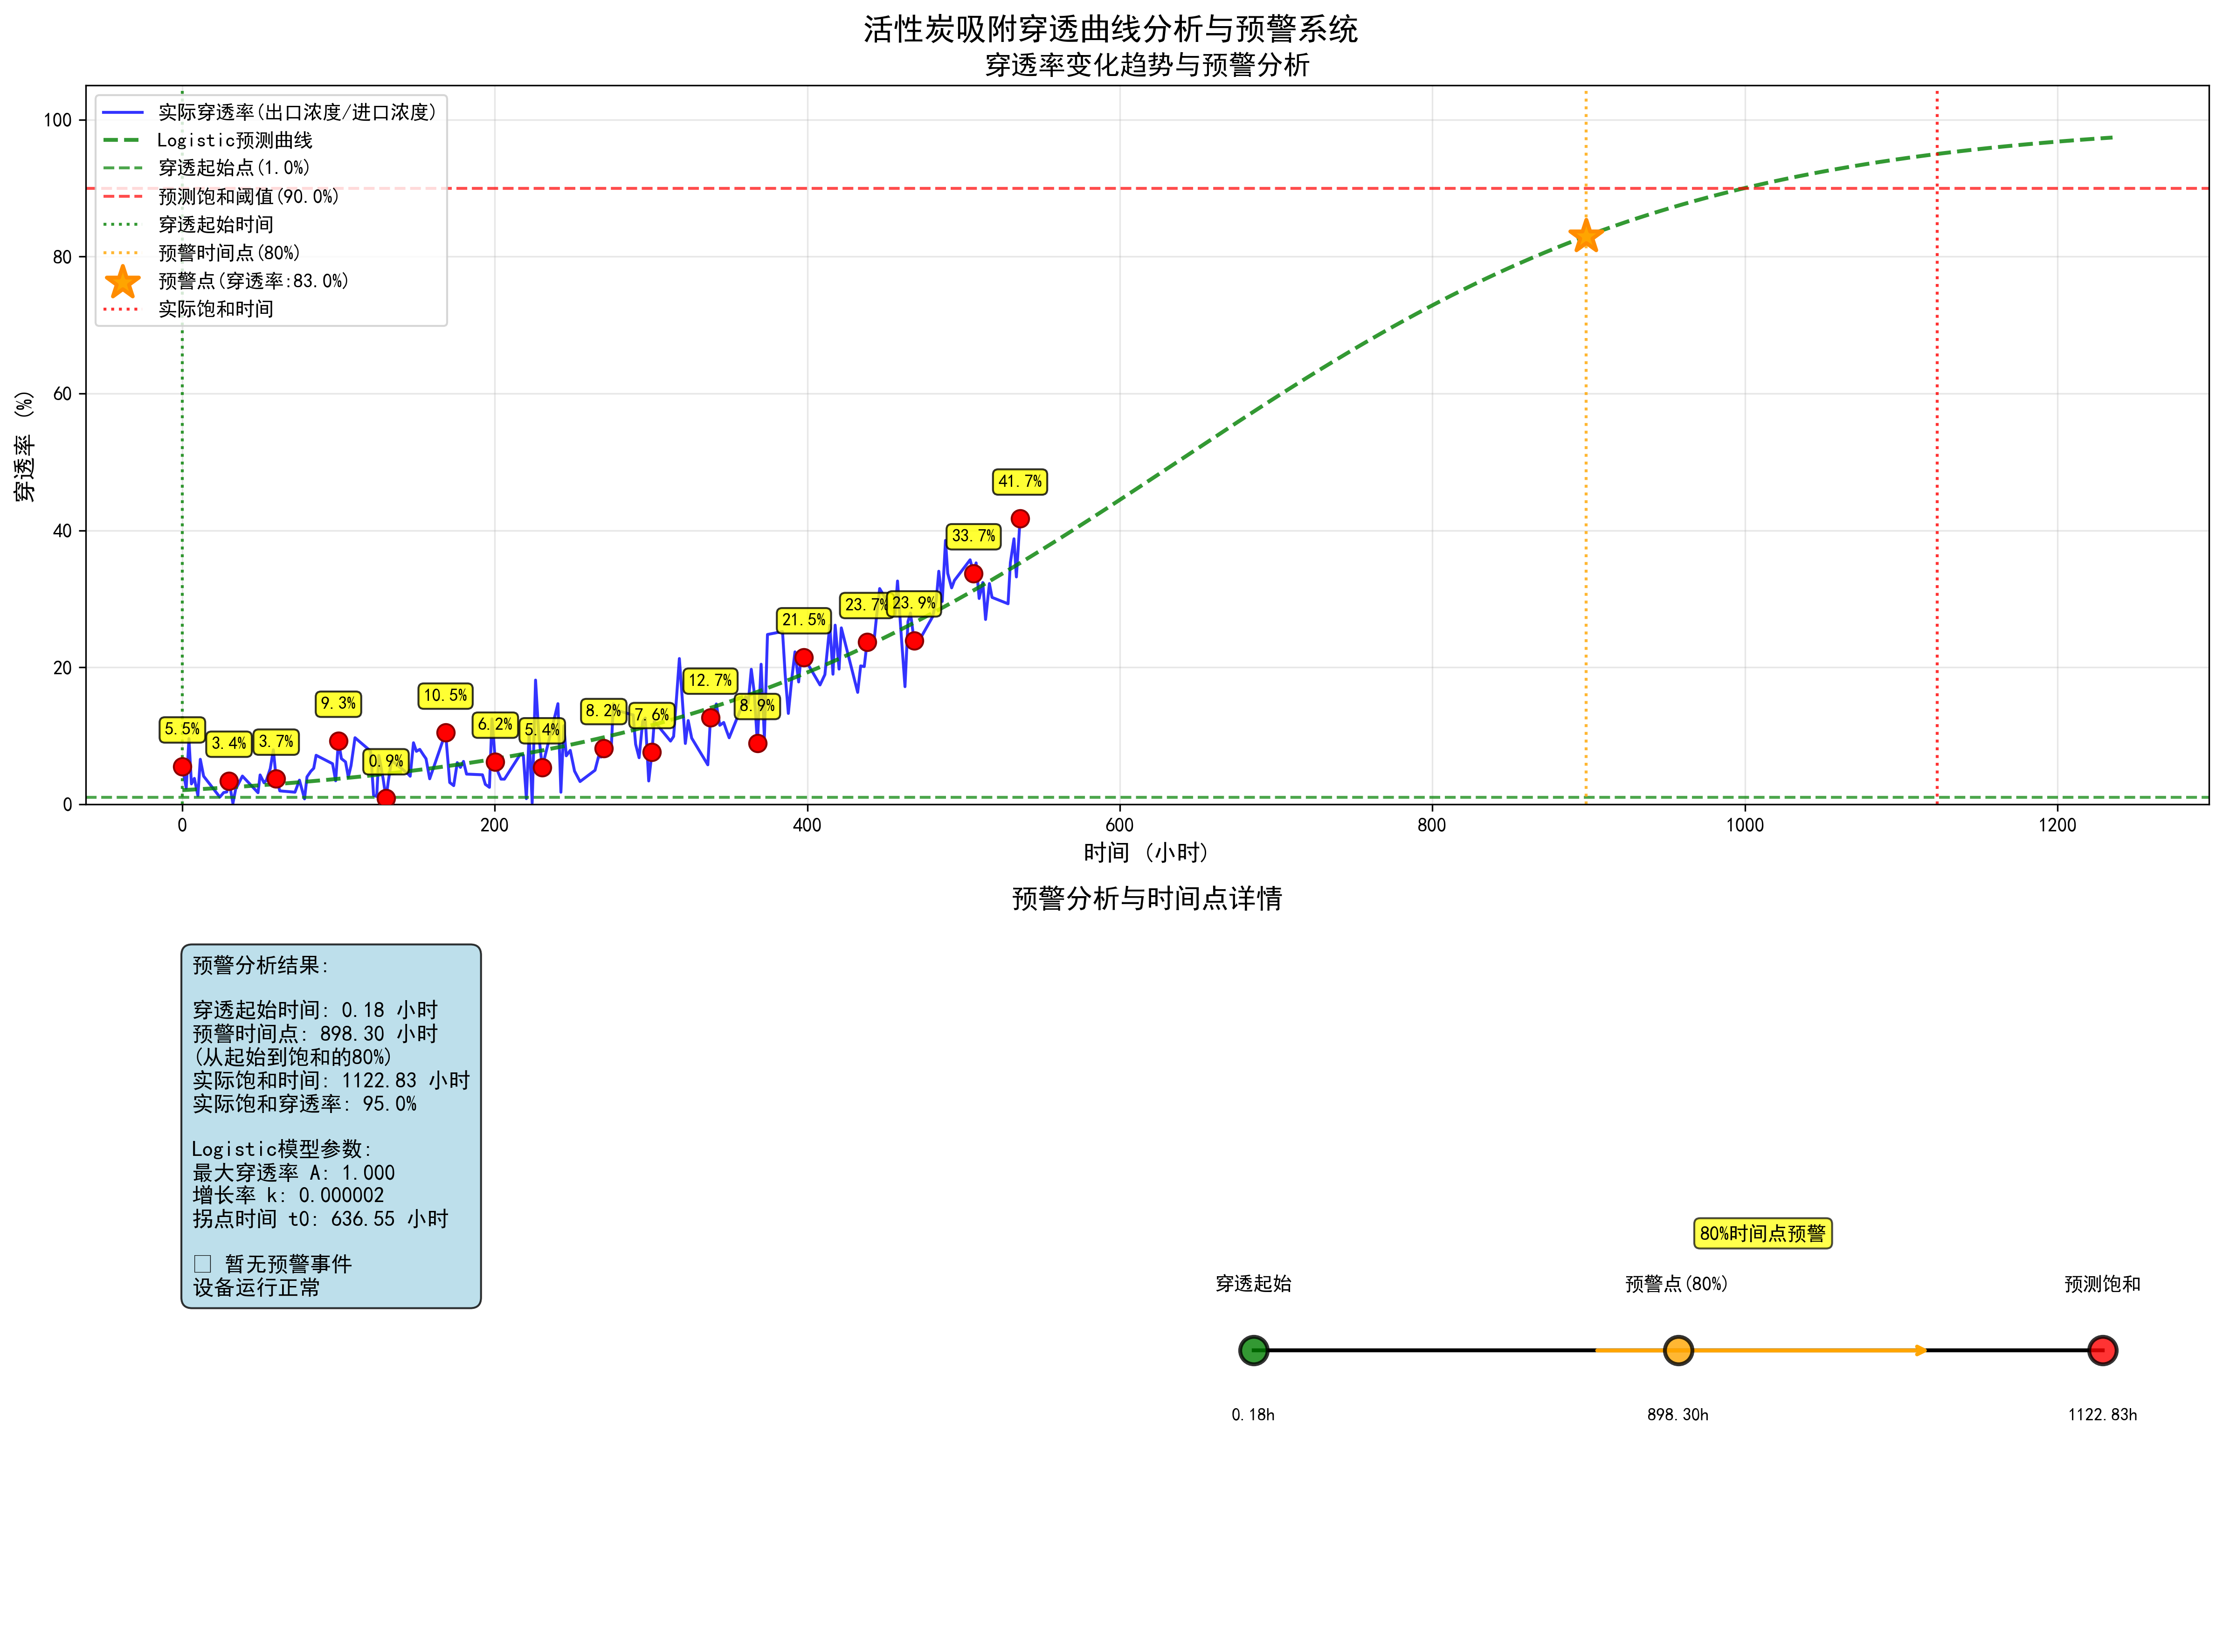 活性炭吸附穿透曲线分析与预警系统
穿透率变化趋势与预警分析
实际穿透率(出口浓度/进口浓度)
Logistic预测曲线
穿透起始点(1.0%)
预测饱和阈值(90.0%)
穿透起始时间
预警时间点(80%)
预警点(穿透率:83.0%)
实际饱和时间
穿透率 (%)
100
80
60
40
20
0
5.5%
3.4%
3.7%
9.3%
0.9%
10.5%
6.2%
5.4%
8.2%
7.6%
12.7%
8.9%
21.5%
23.7%
23.9%
33.7%
41.7%
0
200
400
600
800
1000
1200
时间 (小时)
预警分析与时间点详情
预警分析结果:
穿透起始时间: 0.18 小时
预警时间点: 898.30 小时
(从起始到饱和的80%)
实际饱和时间: 1122.83 小时
实际饱和穿透率: 95.0%
Logistic模型参数:
最大穿透率 A: 1.000
增长率 k: 0.000002
拐点时间 t0: 636.55 小时
□ 暂无预警事件
设备运行正常
80%时间点预警
穿透起始
预警点(80%)
预测饱和
0.18h
898.30h
1122.83h